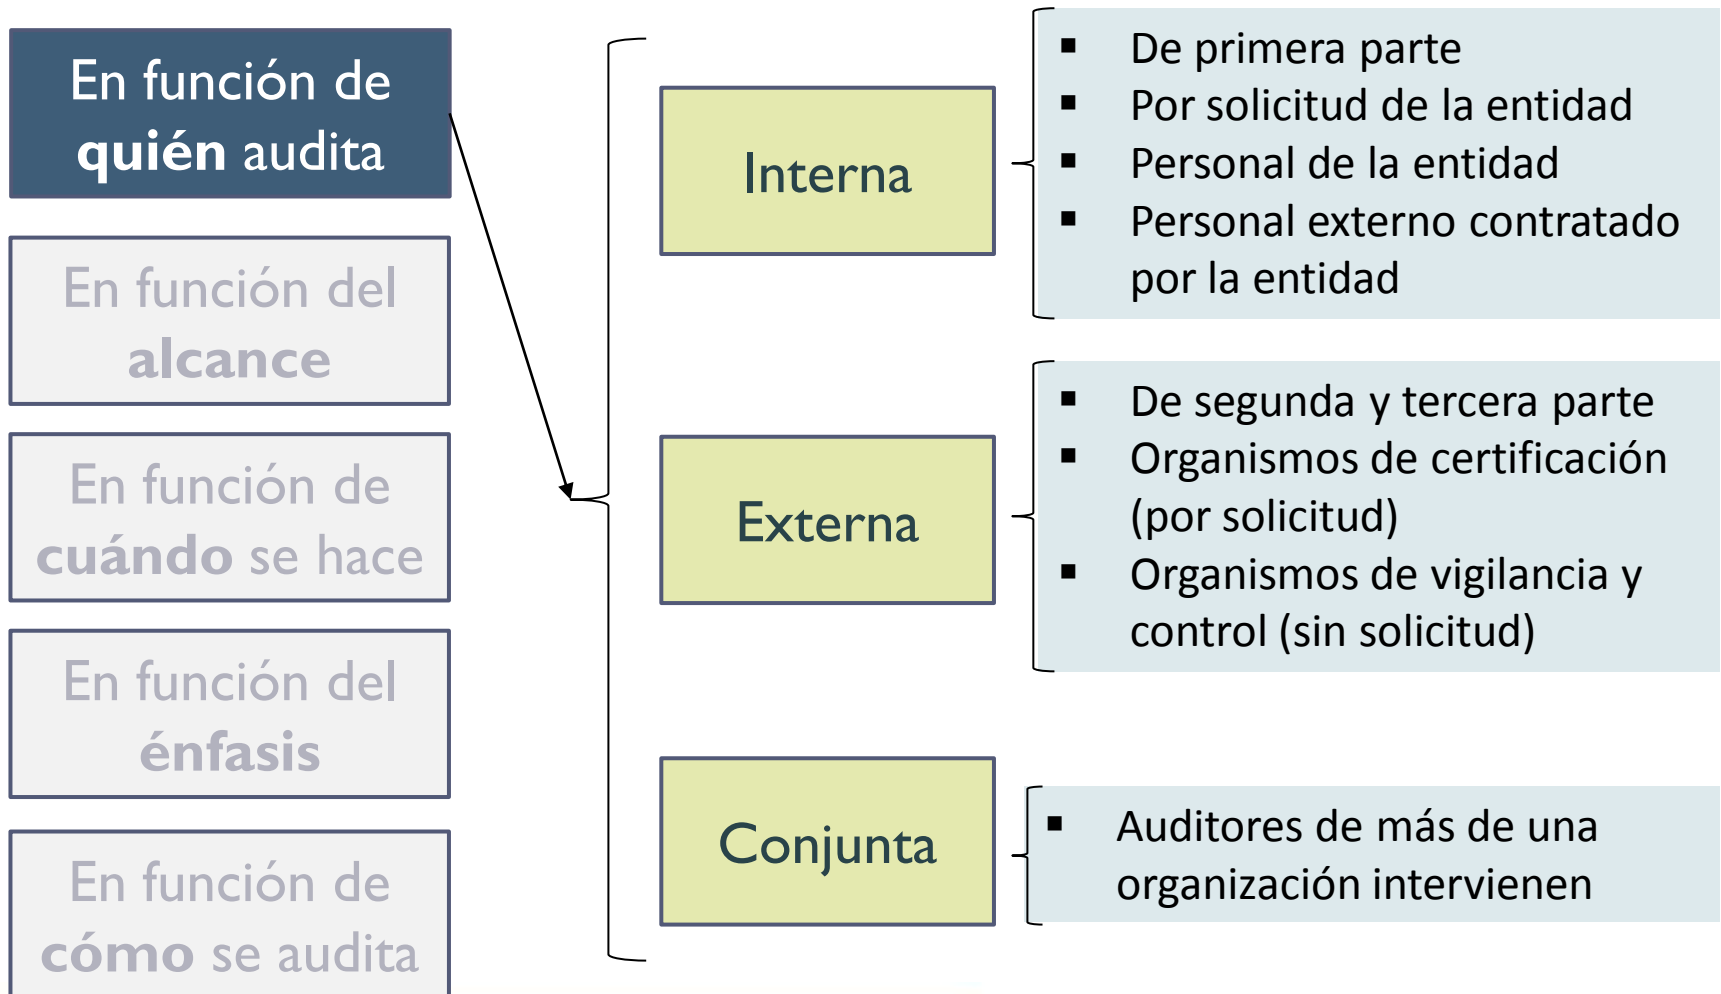 En función de
quién audita
En función del
alcance
En función de
cuándo se hace
En función del
énfasis
En función de
cómo se audita
Interna
▪ De primera parte
▪ Por solicitud de la entidad
▪ Personal de la entidad
▪ Personal externo contratado
por la entidad
Externa
▪ De segunda y tercera parte
▪ Organismos de certificación
(por solicitud)
▪ Organismos de vigilancia y
control (sin solicitud)
Conjunta
▪ Auditores de más de una
organización intervienen